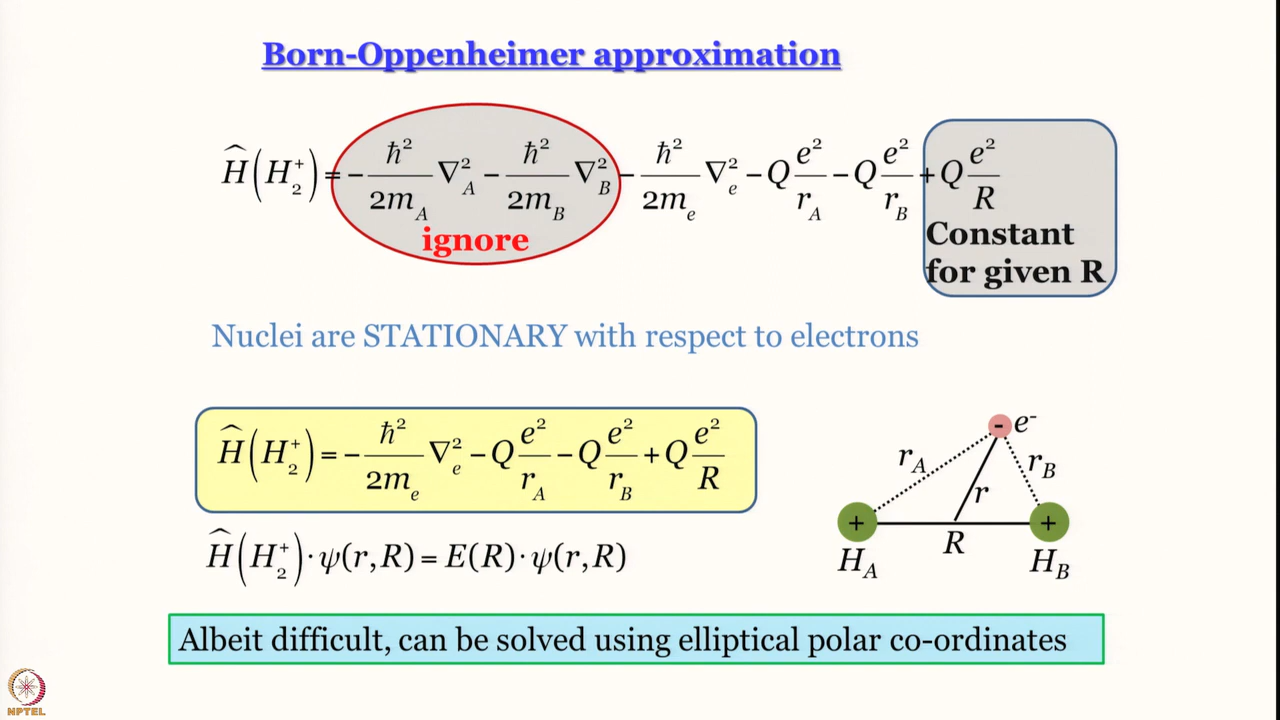 Born-Oppenheimer approximation
Ĥ(H₂⁺) = −ħ²/2m_A ∇²_A − ħ²/2m_B ∇²_B − ħ²/2m_e ∇²_e − Q e²/r_A − Q e²/r_B + Q e²/R
ignore
Constant
for given R
Nuclei are STATIONARY with respect to electrons
Ĥ(H₂⁺) = −ħ²/2m_e ∇²_e − Q e²/r_A − Q e²/r_B + Q e²/R
Ĥ(H₂⁺)·ψ(r,R) = E(R)·ψ(r,R)
- e⁻
r_A
r_B
r
+
+
R
H_A
H_B
Albeit difficult, can be solved using elliptical polar co-ordinates
NPTEL